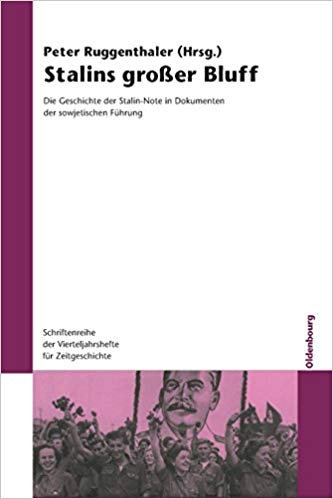 Peter Ruggenthaler (Hrsg.)
Stalins großer Bluff
Die Geschichte der Stalin-Note in Dokumenten
der sowjetischen Führung
Schriftenreihe
der Vierteljahrshefte
für Zeitgeschichte
Oldenbourg